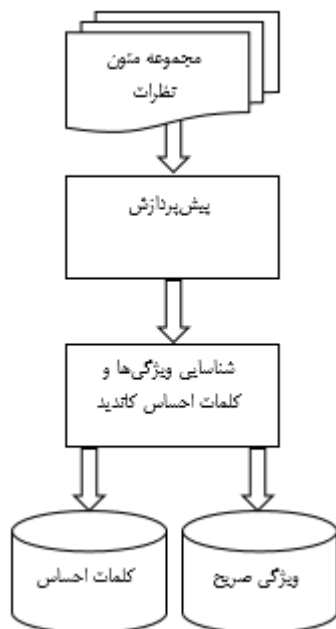 مجموعه متون
نظرات
پیش‌پردازش
شناسایی ویژگی‌ها و
کلمات احساس کاندید
ویژگی صریح
کلمات احساس